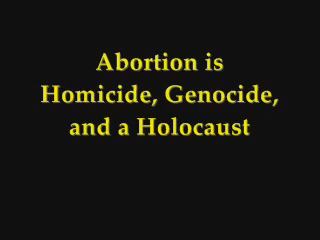 Abortion is
Homicide, Genocide,
and a Holocaust